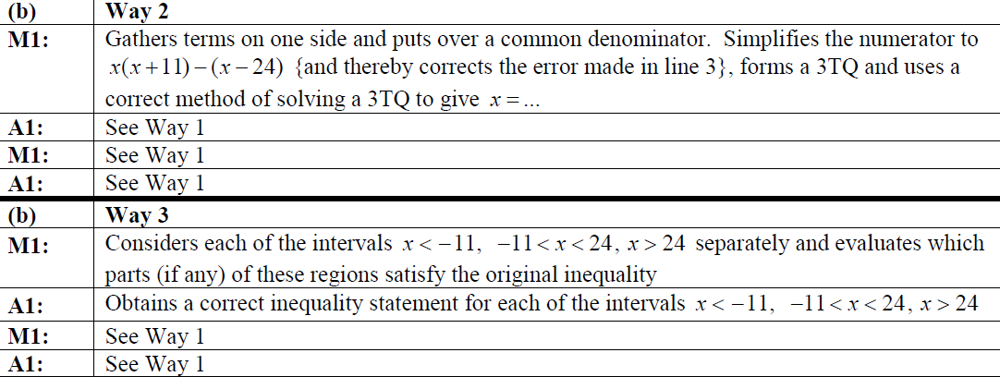 (b) Way 2
M1: Gathers terms on one side and puts over a common denominator. Simplifies the numerator to
x(x+11)−(x−24) {and thereby corrects the error made in line 3}, forms a 3TQ and uses a
correct method of solving a 3TQ to give x = ...
A1: See Way 1
M1: See Way 1
A1: See Way 1
(b) Way 3
M1: Considers each of the intervals x < −11, −11 < x < 24, x > 24 separately and evaluates which
parts (if any) of these regions satisfy the original inequality
A1: Obtains a correct inequality statement for each of the intervals x < −11, −11 < x < 24, x > 24
M1: See Way 1
A1: See Way 1